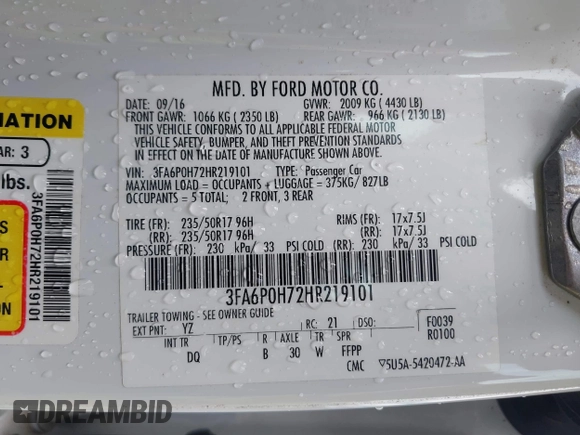 MFD. BY FORD MOTOR CO.
DATE: 09/16 GVWR: 2009 KG ( 4430 LB)
FRONT GAWR: 1066 KG ( 2350 LB) REAR GAWR: 966 KG ( 2130 LB)
THIS VEHICLE CONFORMS TO ALL APPLICABLE FEDERAL MOTOR
VEHICLE SAFETY, BUMPER, AND THEFT PREVENTION STANDARDS
IN EFFECT ON THE DATE OF MANUFACTURE SHOWN ABOVE.
VIN: 3FA6P0H72HR219101 TYPE: Passenger Car
MAXIMUM LOAD = OCCUPANTS + LUGGAGE = 375KG/ 827LB
OCCUPANTS = 5 TOTAL; 2 FRONT, 3 REAR
TIRE (FR): 235/50R17 96H RIMS (FR): 17x7.5J
(RR): 235/50R17 96H (RR): 17x7.5J
PRESSURE (FR): 230 kPa/ 33 PSI COLD (RR): 230 kPa/ 33 PSI COLD
3FA6P0H72HR219101
TRAILER TOWING - SEE OWNER GUIDE
EXT PNT: YZ RC: 21 DSO: F0039
R0100
INT TR TP/PS R AXLE TR SPR
DQ B 30 W FFPP
CMC 5U5A-5420472-AA
MATION
AR: 3
lbs.
3FA6P0H72HR219101
DREAMBID